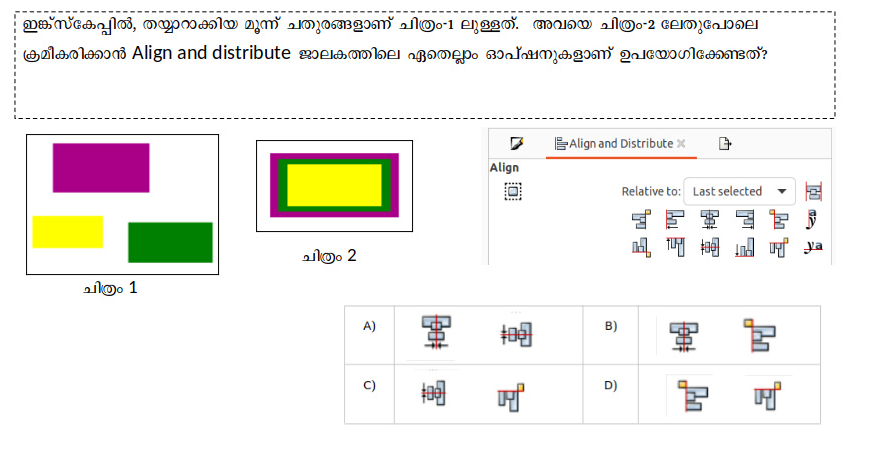 ഇങ്ക്സ്കേപ്പിൽ, തയ്യാറാക്കിയ മൂന്ന് ചതുരങ്ങളാണ് ചിത്രം-1 ലുള്ളത്. അവയെ ചിത്രം-2 ലേതുപോലെ
ക്രമീകരിക്കാൻ Align and distribute ജാലകത്തിലെ ഏതെല്ലാം ഓപ്ഷനുകളാണ് ഉപയോഗിക്കേണ്ടത്?
Align and Distribute
Align
Relative to: Last selected
ചിത്രം 2
ചിത്രം 1
A)
B)
C)
D)